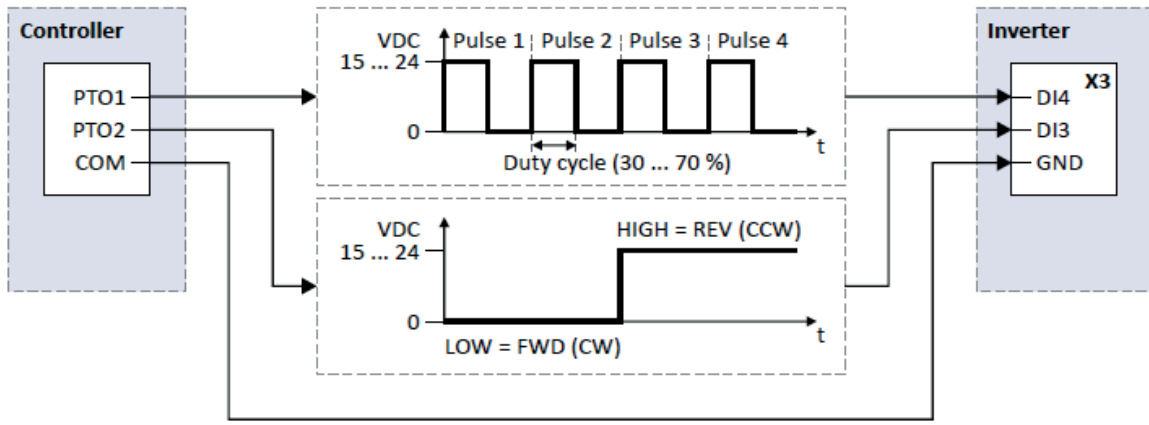 Controller
PTO1
PTO2
COM
VDC
Pulse 1 Pulse 2 Pulse 3 Pulse 4
15 ... 24
0
t
Duty cycle (30 ... 70 %)
VDC
HIGH = REV (CCW)
15 ... 24
0
t
LOW = FWD (CW)
Inverter
X3
DI4
DI3
GND